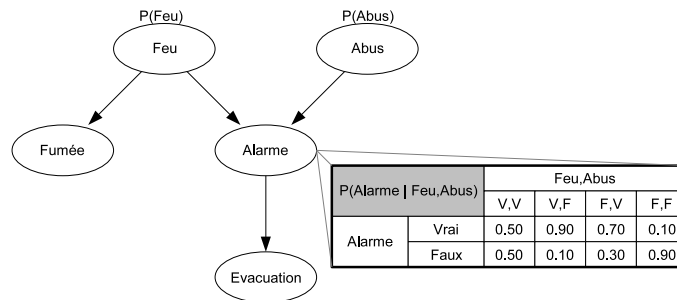 P(Feu) P(Abus)
Feu Abus
Fumée Alarme
P(Alarme | Feu,Abus) Feu,Abus
V,V V,F F,V F,F
Alarme Vrai 0.50 0.90 0.70 0.10
Faux 0.50 0.10 0.30 0.90
Evacuation